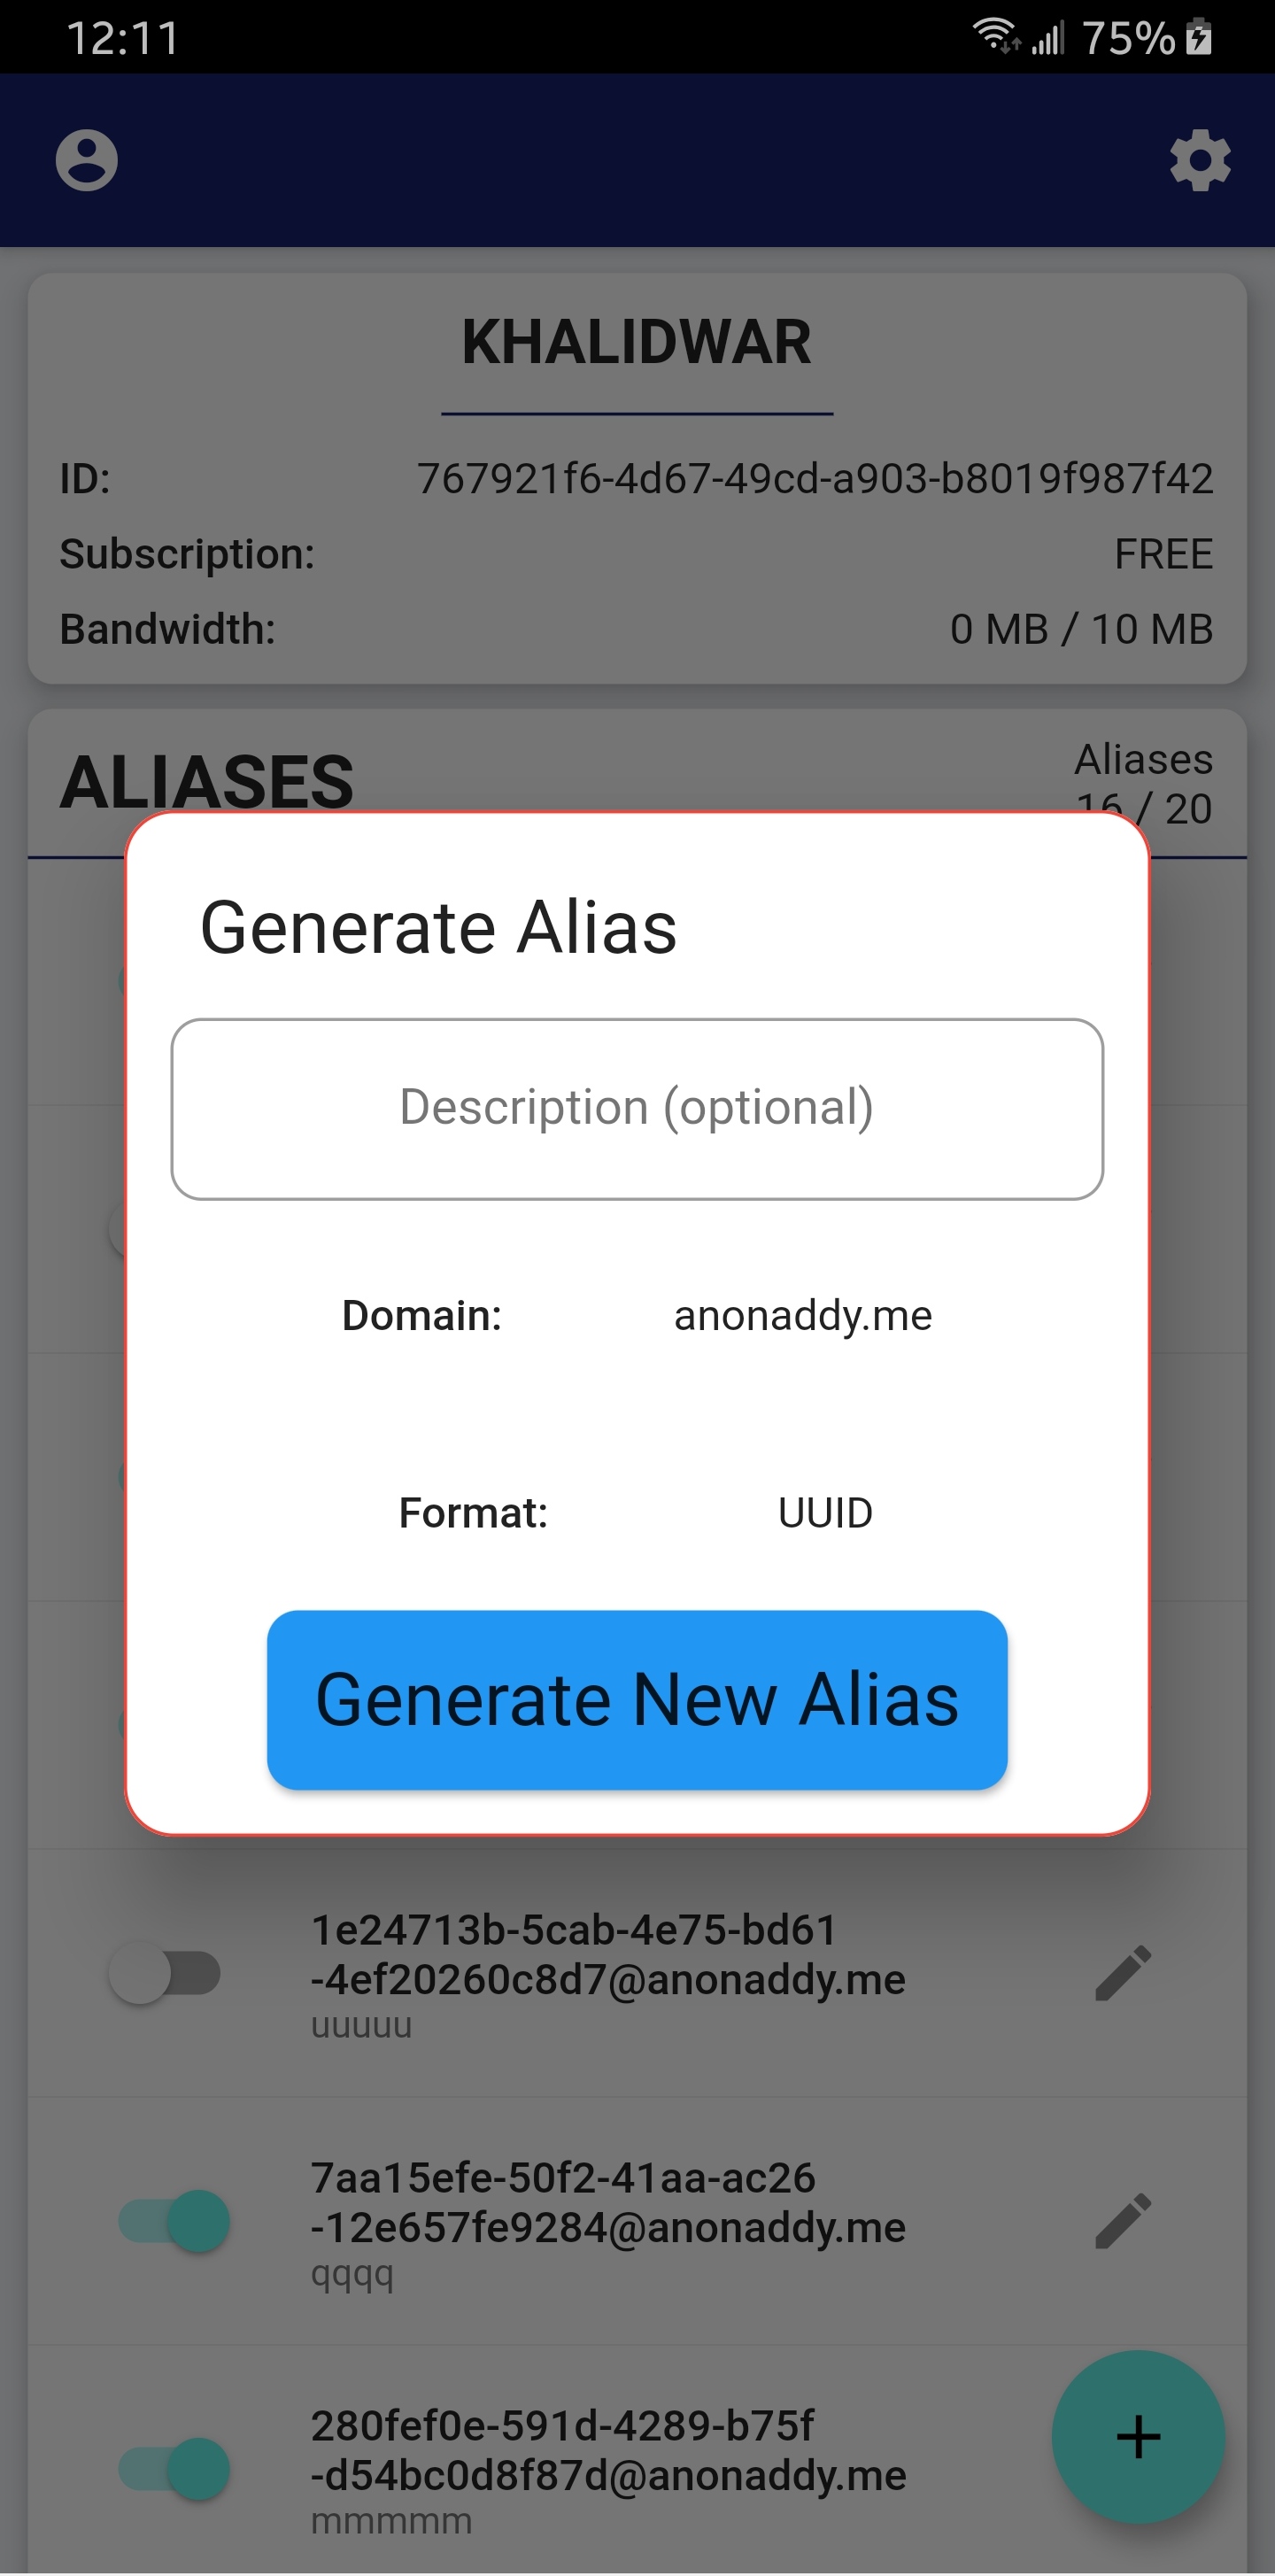 12:11
75%
KHALIDWAR
ID: 767921f6-4d67-49cd-a903-b8019f987f42
Subscription: FREE
Bandwidth: 0 MB / 10 MB
ALIASES
Aliases
16 / 20
Generate Alias
Description (optional)
Domain: anonaddy.me
Format: UUID
Generate New Alias
1e24713b-5cab-4e75-bd61
-4ef20260c8d7@anonaddy.me
uuuuu
7aa15efe-50f2-41aa-ac26
-12e657fe9284@anonaddy.me
qqqq
280fef0e-591d-4289-b75f
-d54bc0d8f87d@anonaddy.me
mmmmm